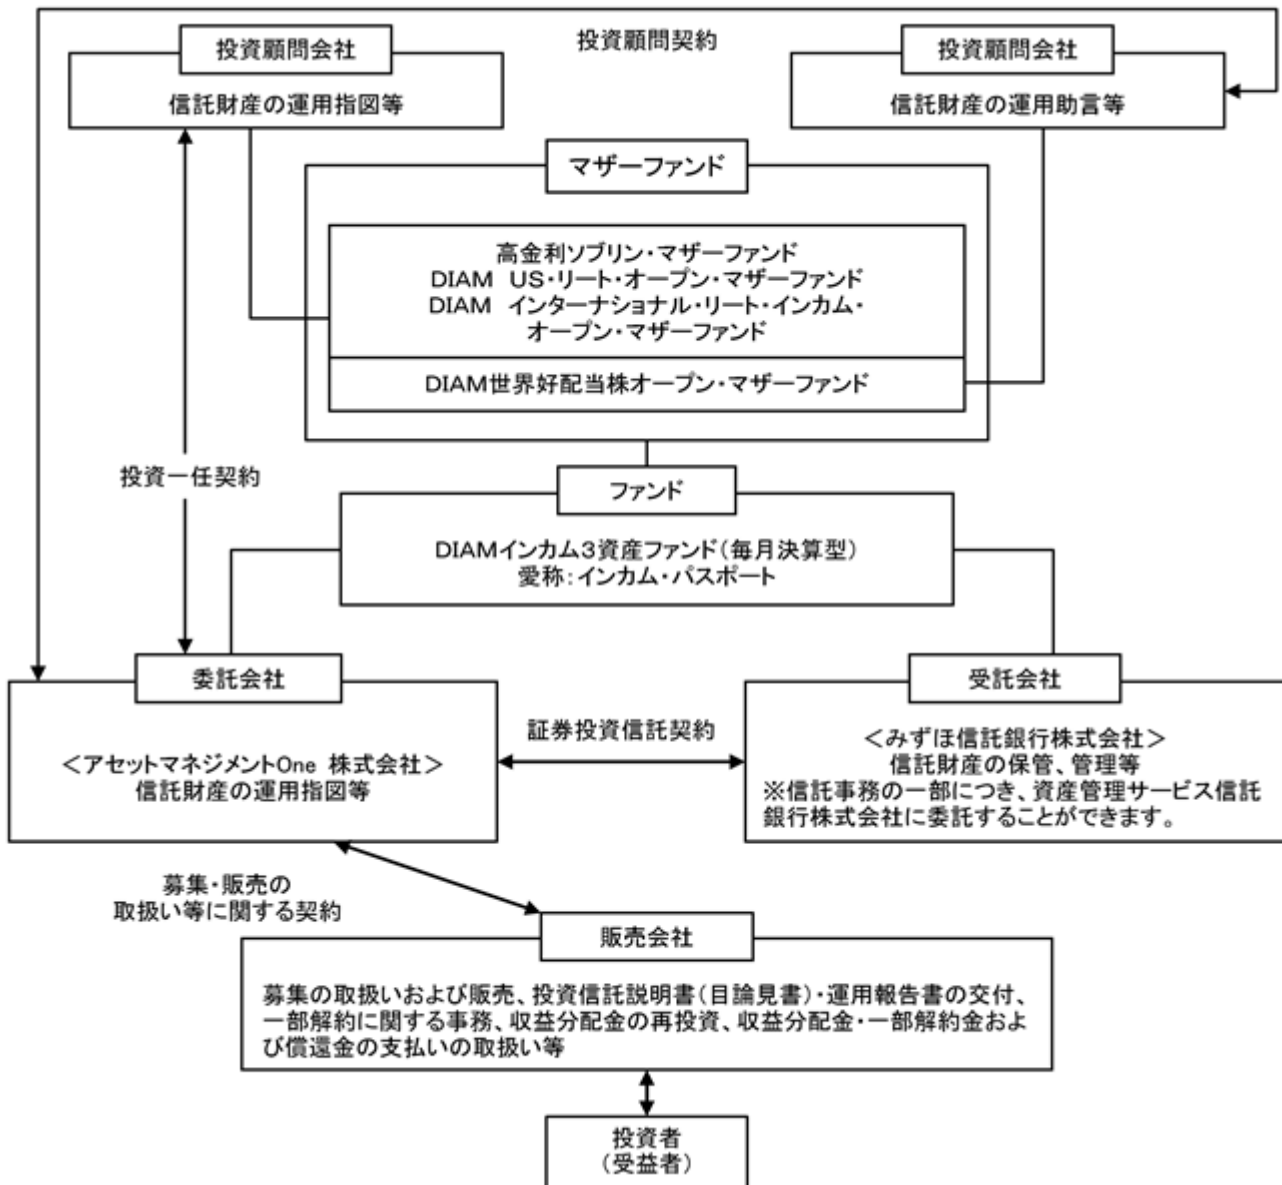 投資顧問契約
投資顧問会社
信託財産の運用指図等
投資顧問会社
信託財産の運用助言等
マザーファンド
高金利ソブリン・マザーファンド
DIAM US・リート・オープン・マザーファンド
DIAM インターナショナル・リート・インカム・
オープン・マザーファンド
DIAM世界好配当株オープン・マザーファンド
投資一任契約
ファンド
DIAMインカム3資産ファンド(毎月決算型)
愛称:インカム・パスポート
委託会社
<アセットマネジメントOne 株式会社>
信託財産の運用指図等
証券投資信託契約
受託会社
<みずほ信託銀行株式会社>
信託財産の保管、管理等
※信託事務の一部につき、資産管理サービス信託
銀行株式会社に委託することができます。
募集・販売の
取扱い等に関する契約
販売会社
募集の取扱いおよび販売、投資信託説明書(目論見書)・運用報告書の交付、
一部解約に関する事務、収益分配金の再投資、収益分配金・一部解約金およ
び償還金の支払いの取扱い等
投資者
(受益者)